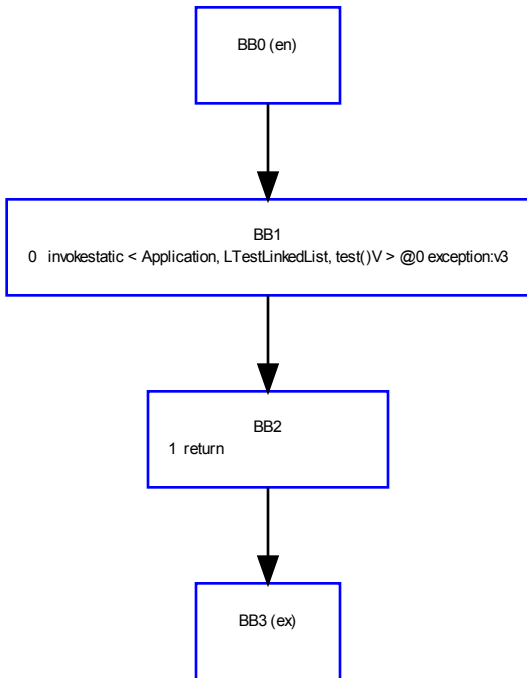 BB0 (en)
BB1
0 invokestatic < Application, LTestLinkedList, test()V > @0 exception:v3
BB2
1 return
BB3 (ex)